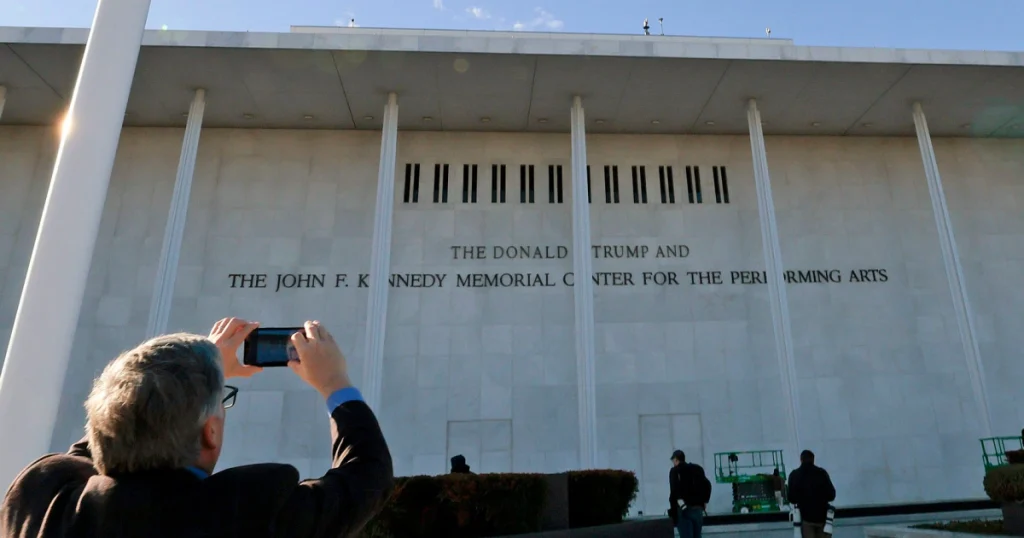 THE DONALD TRUMP AND
THE JOHN F. KENNEDY MEMORIAL CENTER FOR THE PERFORMING ARTS